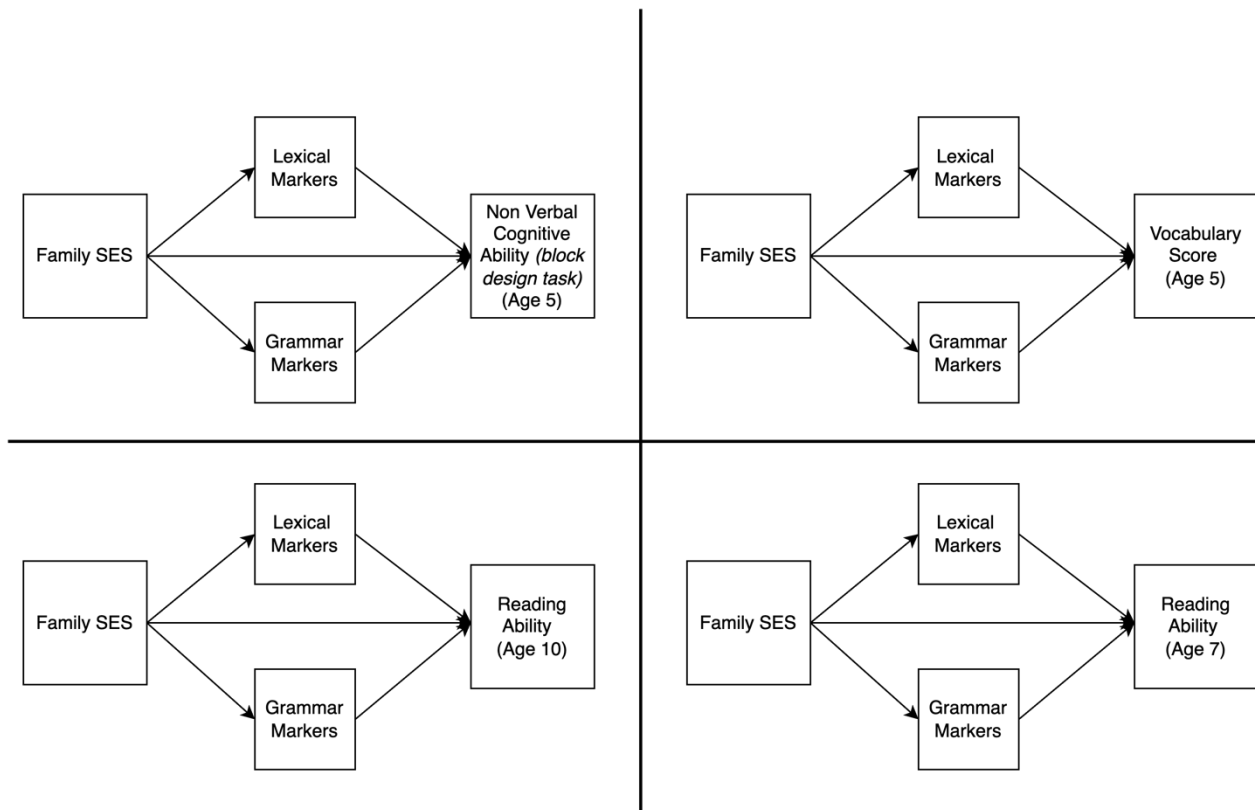 Lexical
Markers
Family SES
Non Verbal
Cognitive
Ability (block
design task)
(Age 5)
Grammar
Markers
Lexical
Markers
Family SES
Vocabulary
Score
(Age 5)
Grammar
Markers
Lexical
Markers
Family SES
Reading
Ability
(Age 10)
Grammar
Markers
Lexical
Markers
Family SES
Reading
Ability
(Age 7)
Grammar
Markers